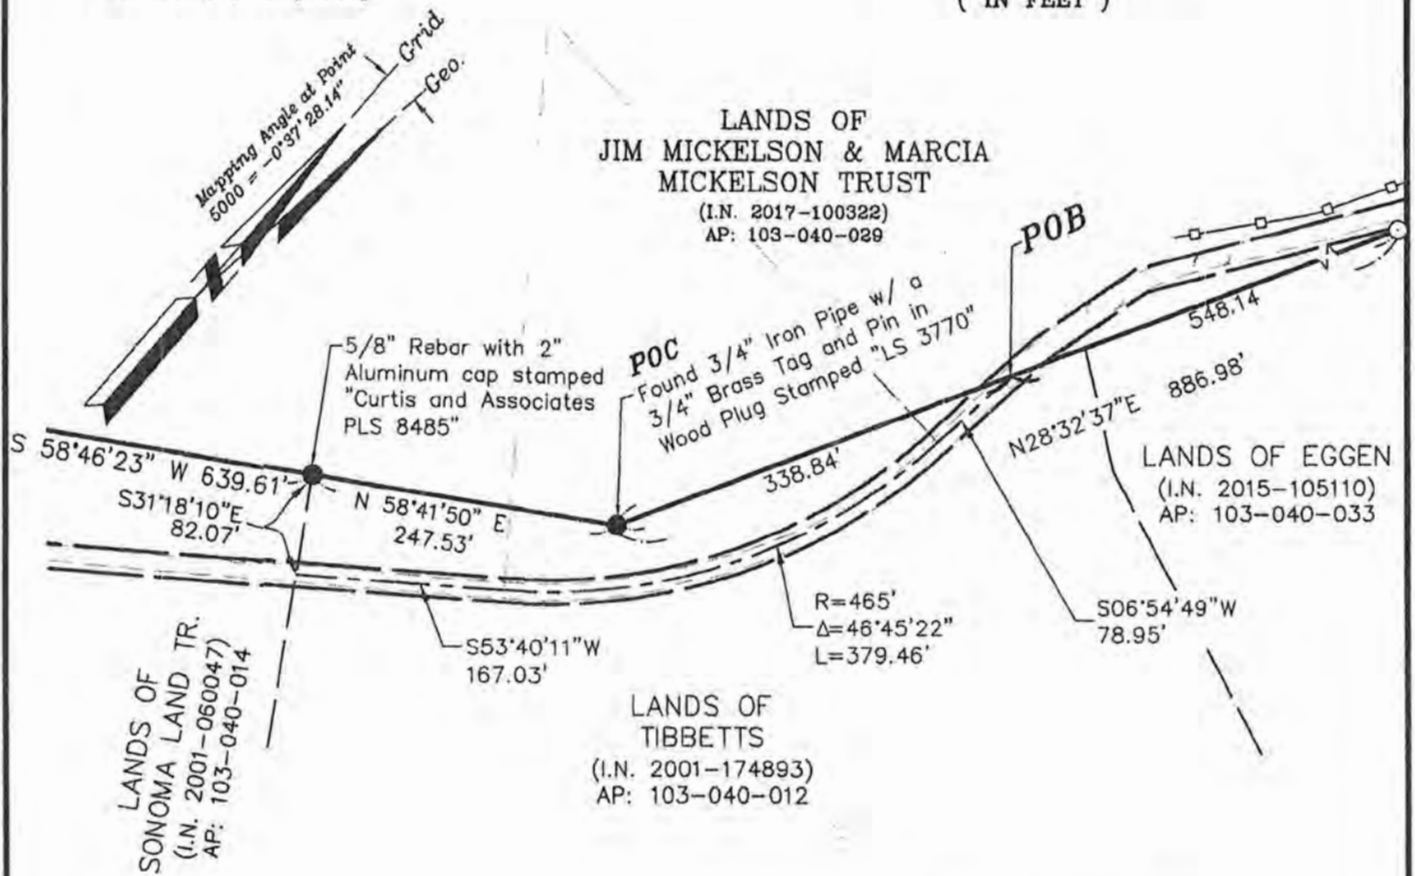 ( IN FEET )
Grid
Geo.
Mapping Angle at Point
5000 = -0°37'28.14"
LANDS OF
JIM MICKELSON & MARCIA
MICKELSON TRUST
(I.N. 2017-100322)
AP: 103-040-029
POB
5/8" Rebar with 2"
Aluminum cap stamped
"Curtis and Associates
PLS 8485"
POC
Found 3/4" Iron Pipe w/ a
3/4" Brass Tag and Pin in
Wood Plug Stamped "LS 3770"
548.14
886.98'
N28°32'37"E
338.84'
S 58°46'23" W 639.61'
S31°18'10"E
82.07'
N 58°41'50" E
247.53'
LANDS OF EGGEN
(I.N. 2015-105110)
AP: 103-040-033
R=465'
Δ=46°45'22"
L=379.46'
S06°54'49"W
78.95'
S53°40'11"W
167.03'
LANDS OF
SONOMA LAND TR.
(I.N. 2001-060047)
AP: 103-040-014
LANDS OF
TIBBETTS
(I.N. 2001-174893)
AP: 103-040-012